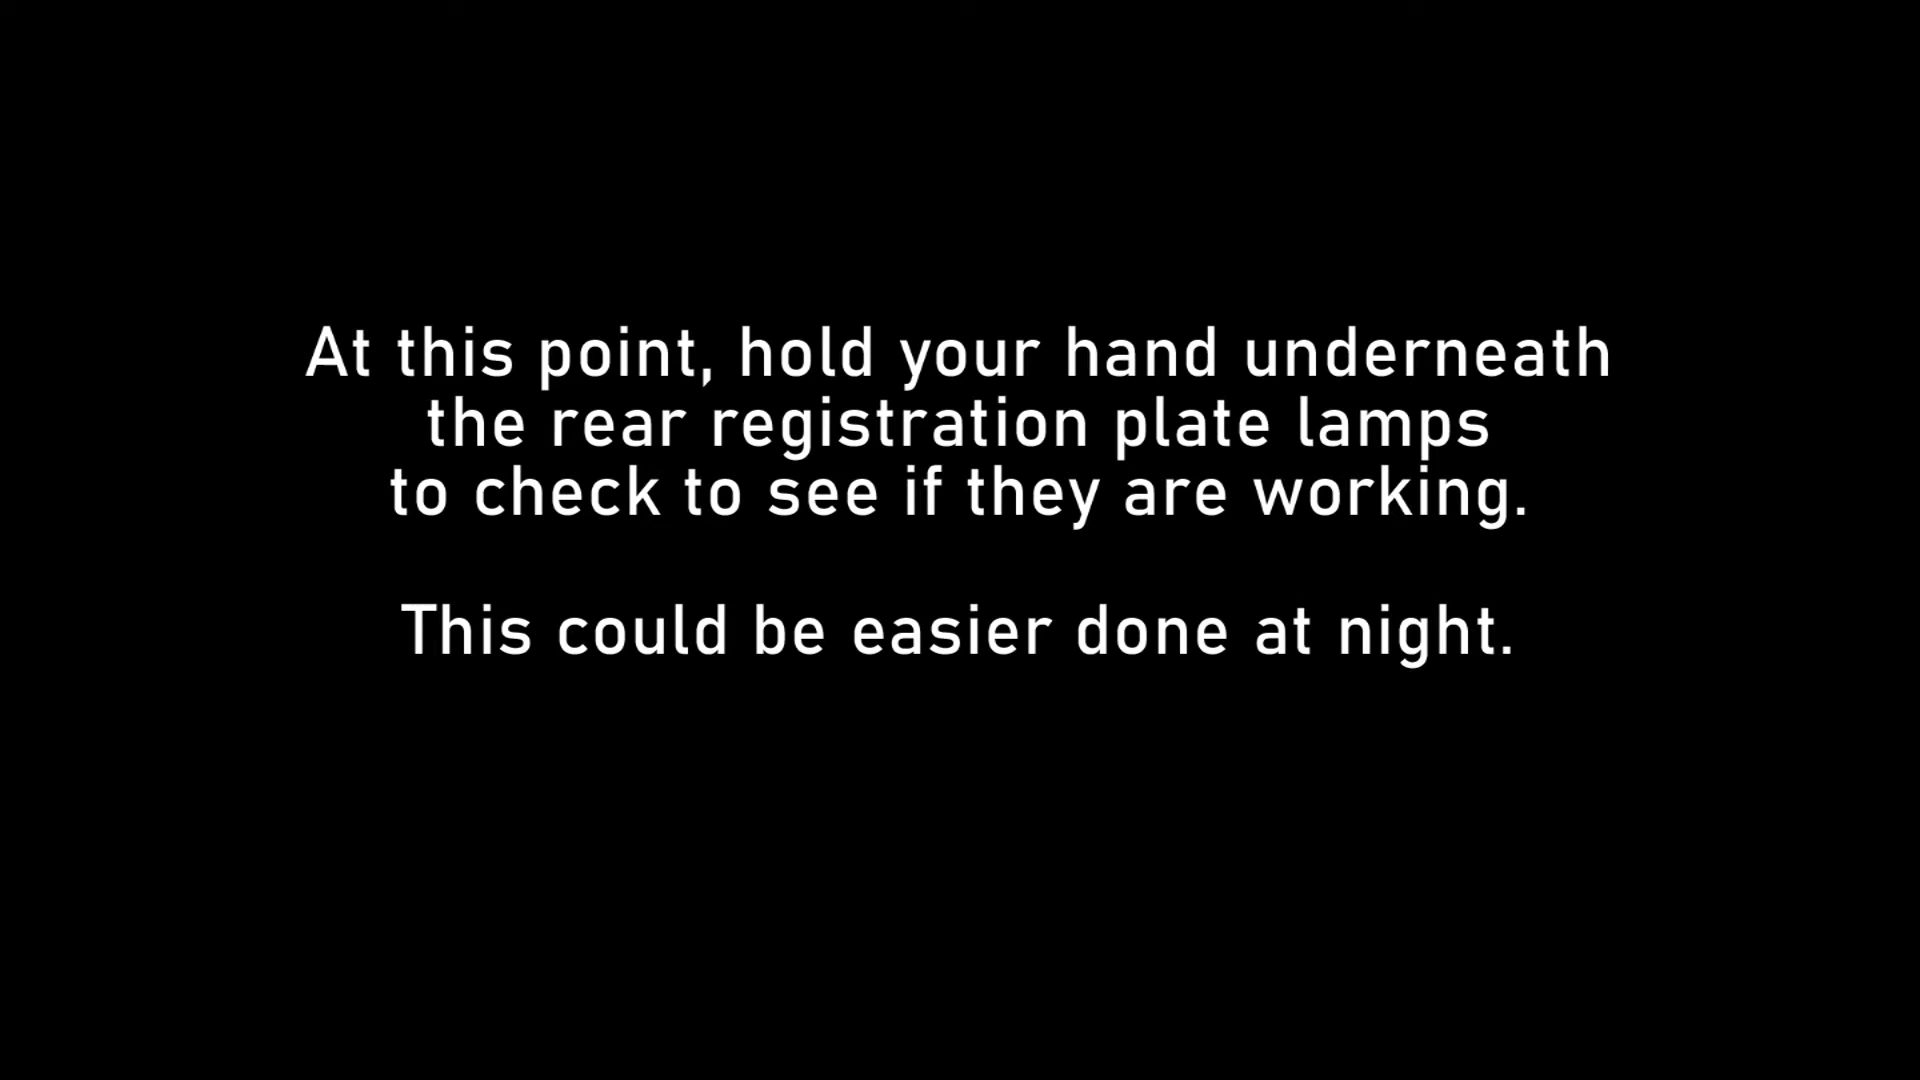 At this point, hold your hand underneath
the rear registration plate lamps
to check to see if they are working.
This could be easier done at night.